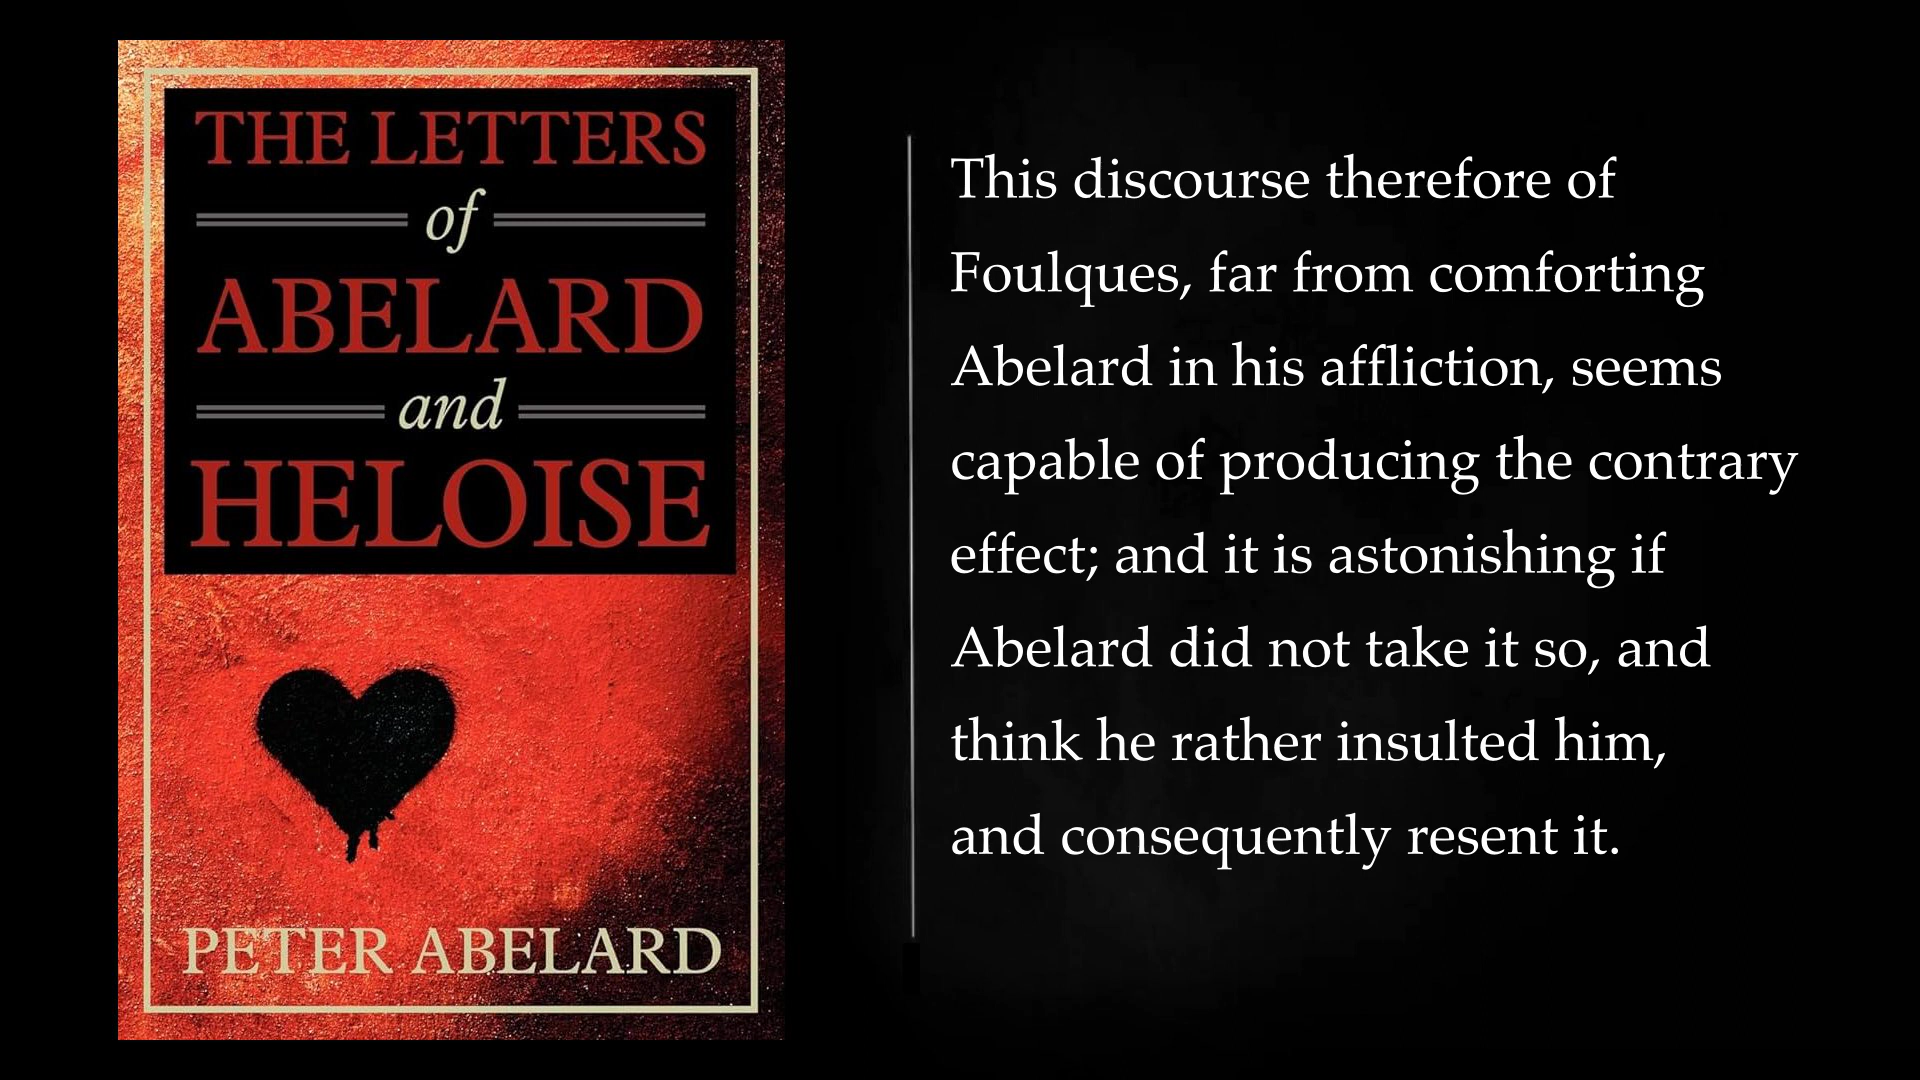 THE LETTERS
of
ABELARD
and
HELOISE
PETER ABELARD
This discourse therefore of
Foulques, far from comforting
Abelard in his affliction, seems
capable of producing the contrary
effect; and it is astonishing if
Abelard did not take it so, and
think he rather insulted him,
and consequently resent it.